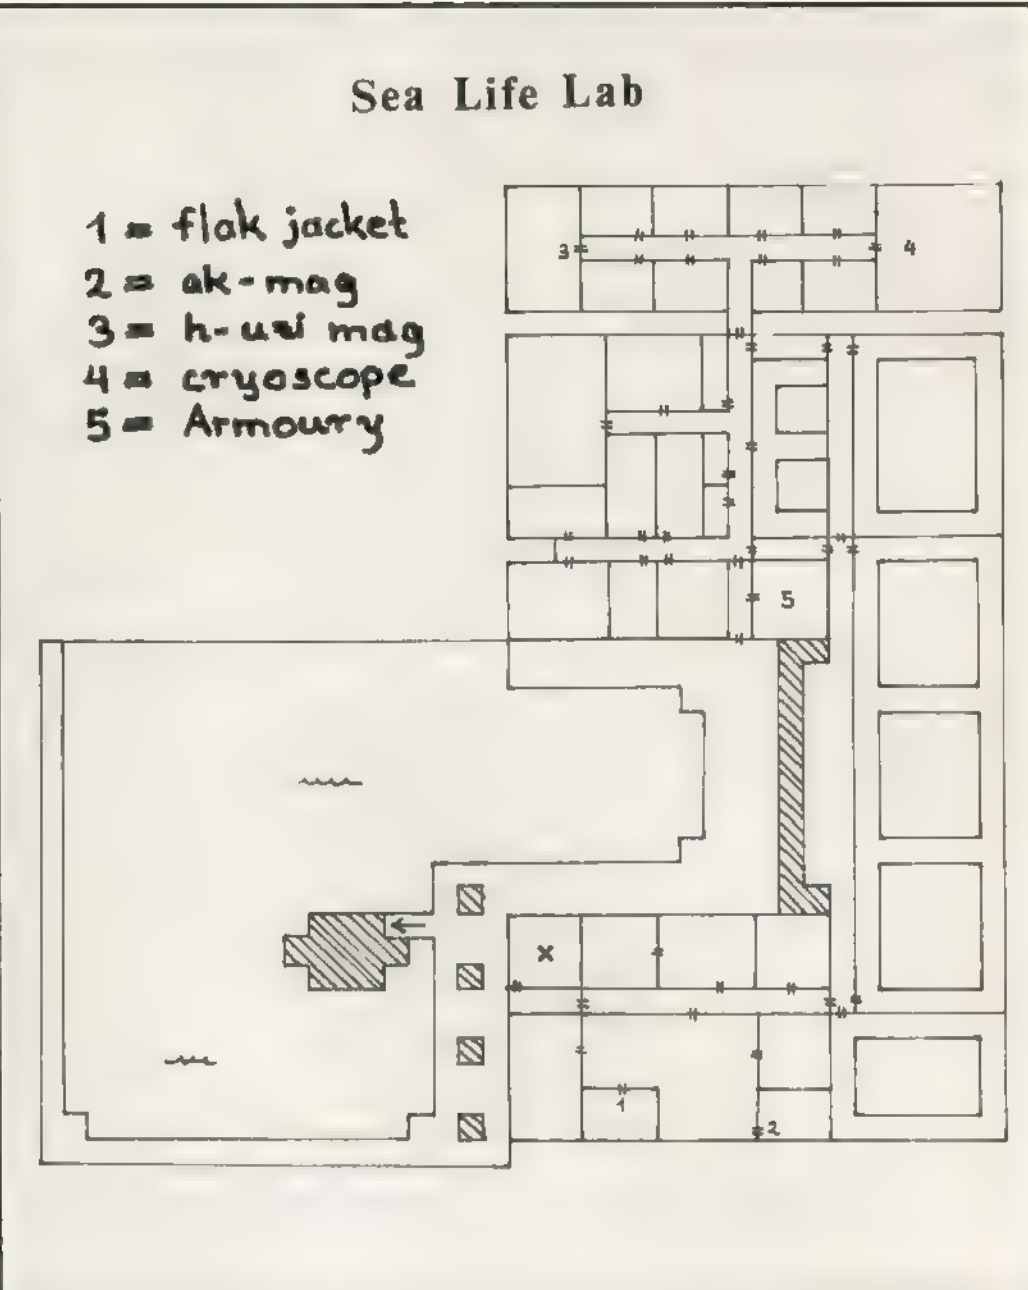 Sea Life Lab
1 = flak jacket
2 = ak-mag
3 = h-uzi mag
4 = cryoscope
5 = Armoury
3
4
5
X
1
2